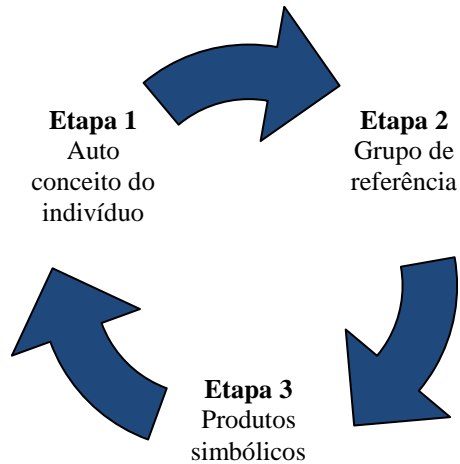 Etapa 1
Auto
conceito do
indivíduo
Etapa 2
Grupo de
referência
Etapa 3
Produtos
simbólicos